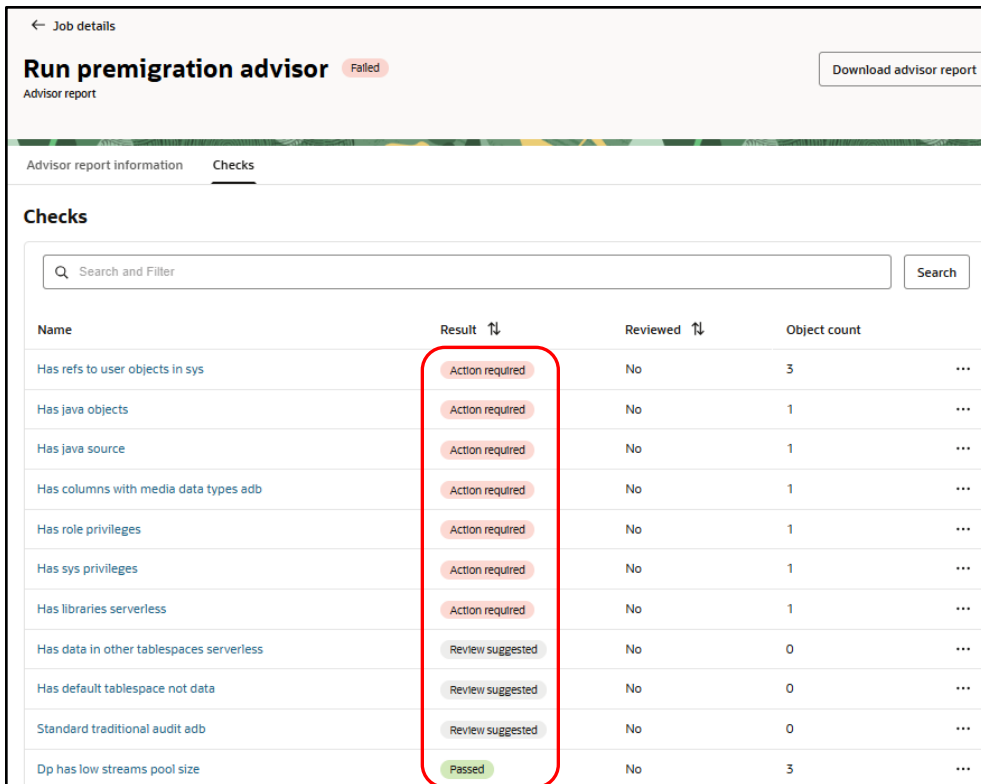 ← Job details
Run premigration advisor Failed
Advisor report
Download advisor report
Advisor report information Checks
Checks
Search and Filter Search
Name Result Reviewed Object count
Has refs to user objects in sys Action required No 3 ...
Has java objects Action required No 1 ...
Has java source Action required No 1 ...
Has columns with media data types adb Action required No 1 ...
Has role privileges Action required No 1 ...
Has sys privileges Action required No 1 ...
Has libraries serverless Action required No 1 ...
Has data in other tablespaces serverless Review suggested No 0 ...
Has default tablespace not data Review suggested No 0 ...
Standard traditional audit adb Review suggested No 0 ...
Dp has low streams pool size Passed No 3 ...